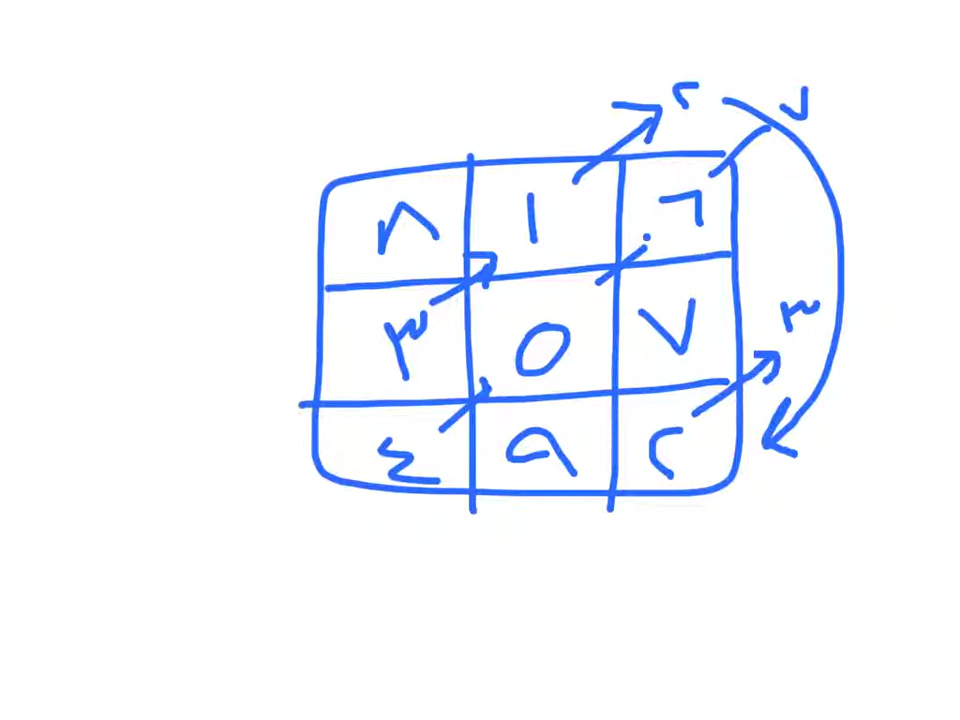 ٢ ٧
٨ ١ ٦
٣ ٥ ٧ ٣
٤ ٩ ٢